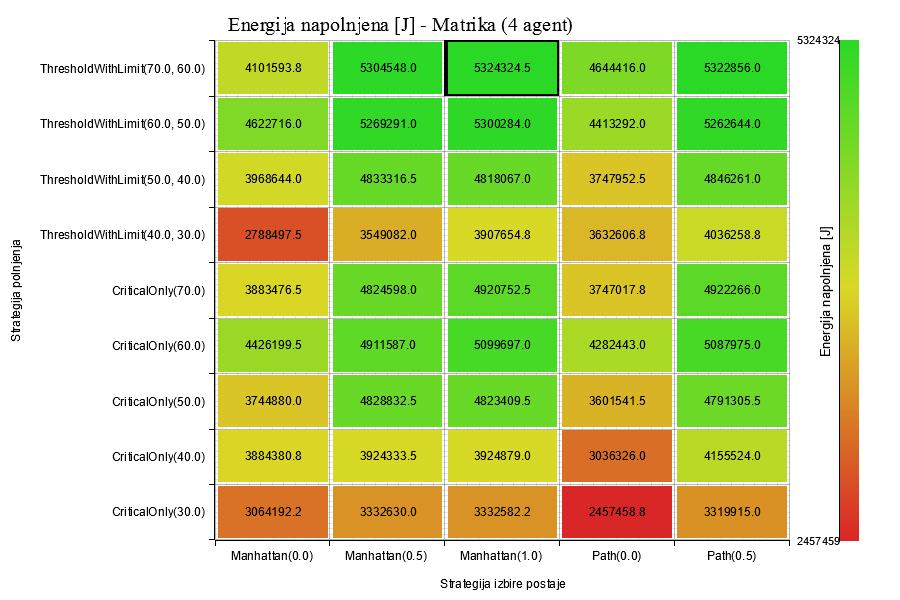 Energija napolnjena [J] - Matrika (4 agent)
5324324
ThresholdWithLimit(70.0, 60.0) 4101593.8 5304548.0 5324324.5 4644416.0 5322856.0
ThresholdWithLimit(60.0, 50.0) 4622716.0 5269291.0 5300284.0 4413292.0 5262644.0
ThresholdWithLimit(50.0, 40.0) 3968644.0 4833316.5 4818067.0 3747952.5 4846261.0
ThresholdWithLimit(40.0, 30.0) 2788497.5 3549082.0 3907654.8 3632606.8 4036258.8
CriticalOnly(70.0) 3883476.5 4824598.0 4920752.5 3747017.8 4922266.0
CriticalOnly(60.0) 4426199.5 4911587.0 5099697.0 4282443.0 5087975.0
CriticalOnly(50.0) 3744880.0 4828832.5 4823409.5 3601541.5 4791305.5
CriticalOnly(40.0) 3884380.8 3924333.5 3924879.0 3036326.0 4155524.0
CriticalOnly(30.0) 3064192.2 3332630.0 3332582.2 2457458.8 3319915.0
2457459
Manhattan(0.0) Manhattan(0.5) Manhattan(1.0) Path(0.0) Path(0.5)
Strategija izbire postaje
Strategija polnjenja
Energija napolnjena [J]